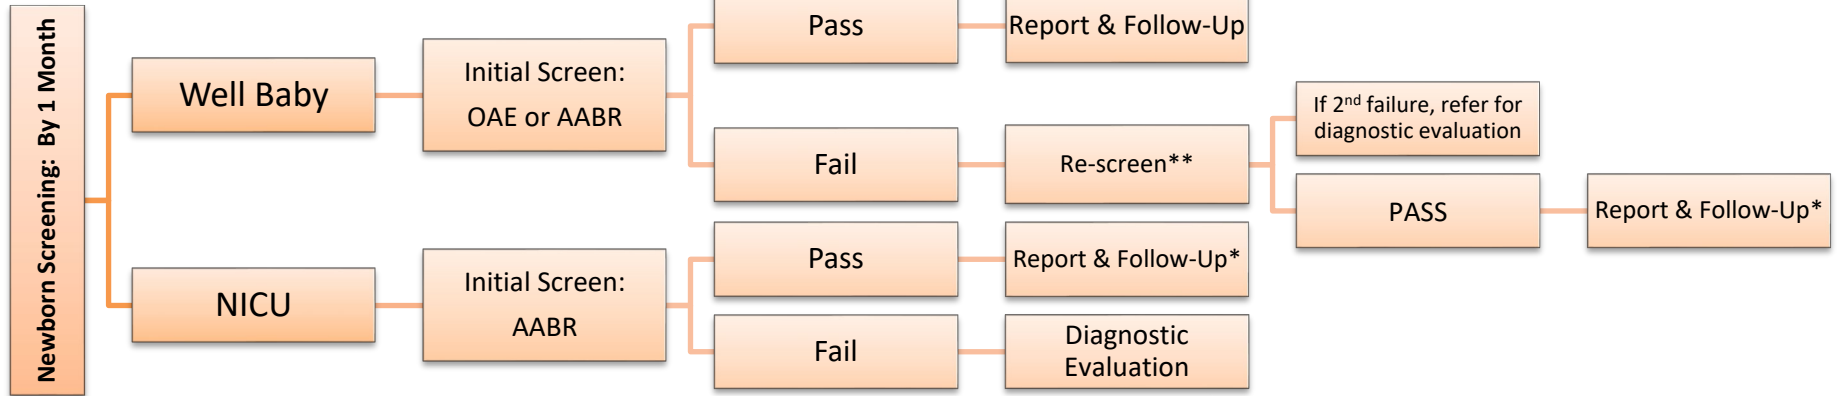 Newborn Screening: By 1 Month
Well Baby
Initial Screen:
OAE or AABR
Pass
Report & Follow-Up
Fail
Re-screen**
If 2nd failure, refer for
diagnostic evaluation
PASS
Report & Follow-Up*
NICU
Initial Screen:
AABR
Pass
Report & Follow-Up*
Fail
Diagnostic
Evaluation